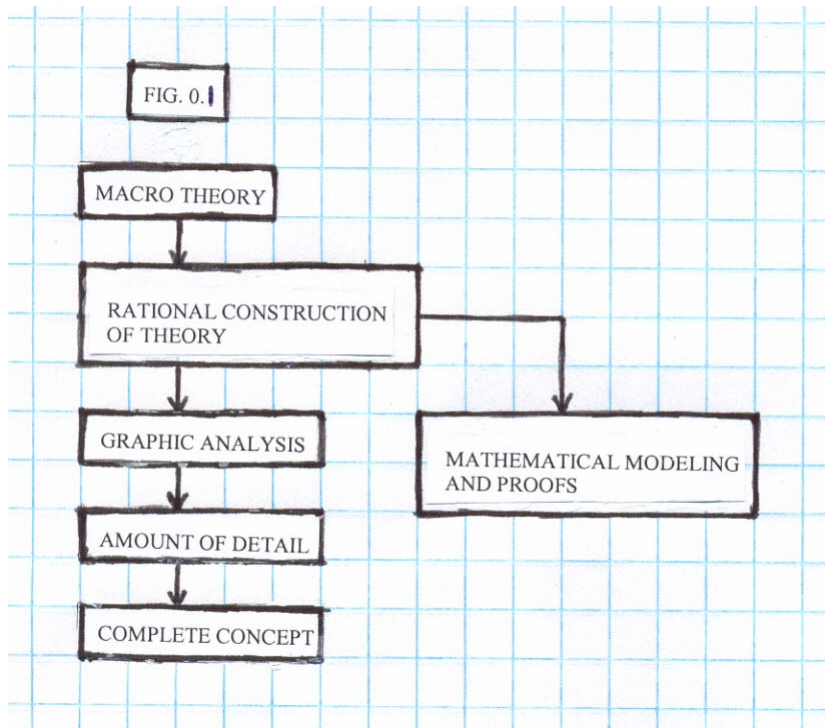 FIG. 0.1
MACRO THEORY
RATIONAL CONSTRUCTION
OF THEORY
GRAPHIC ANALYSIS
MATHEMATICAL MODELING
AND PROOFS
AMOUNT OF DETAIL
COMPLETE CONCEPT